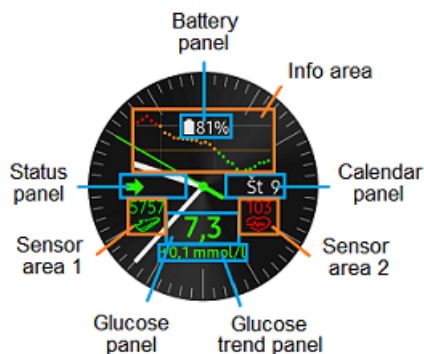 Battery
panel
Info area
81%
Status
panel
Calendar
panel
Št 9
5757
103
7,3
Sensor
area 1
Sensor
area 2
+0,1 mmol/l
Glucose
panel
Glucose
trend panel